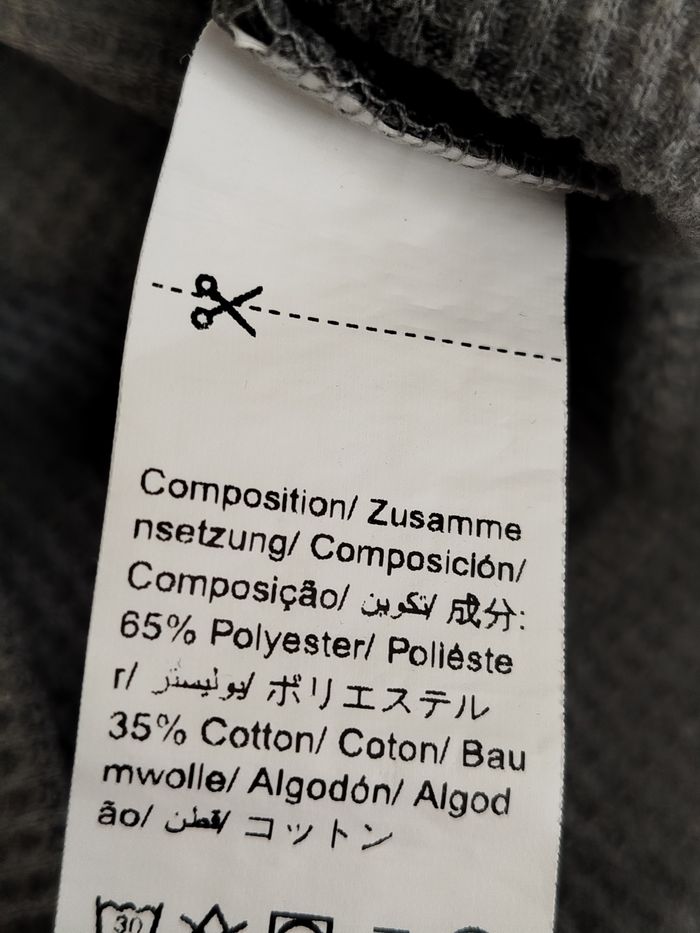 Composition/ Zusamme
nsetzung/ Composición/
Composição/ تكوين/ 成分:
65% Polyester/ Poliéste
r/ بوليستر/ ポリエステル
35% Cotton/ Coton/ Bau
mwolle/ Algodón/ Algod
ão/ قطن/ コットン
30